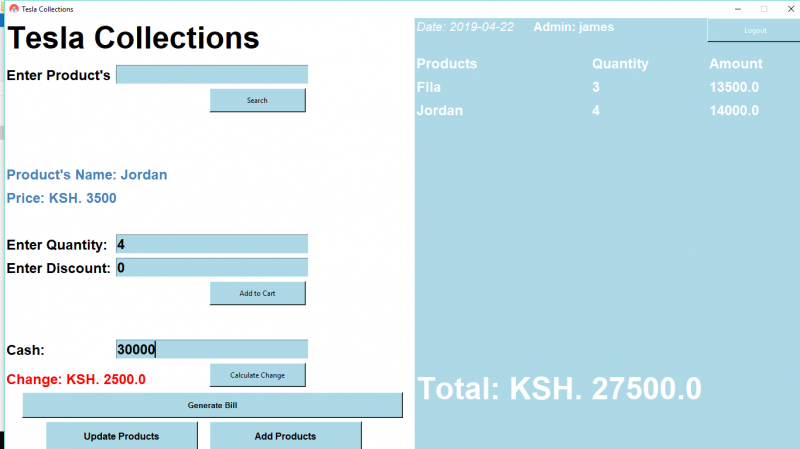 Tesla Collections
Tesla Collections
Enter Product's
Search
Product's Name: Jordan
Price: KSH. 3500
Enter Quantity: 4
Enter Discount: 0
Add to Cart
Cash: 30000
Change: KSH. 2500.0
Calculate Change
Generate Bill
Update Products
Add Products
Date: 2019-04-22 Admin: james
Logout
Products Quantity Amount
Fila 3 13500.0
Jordan 4 14000.0
Total: KSH. 27500.0